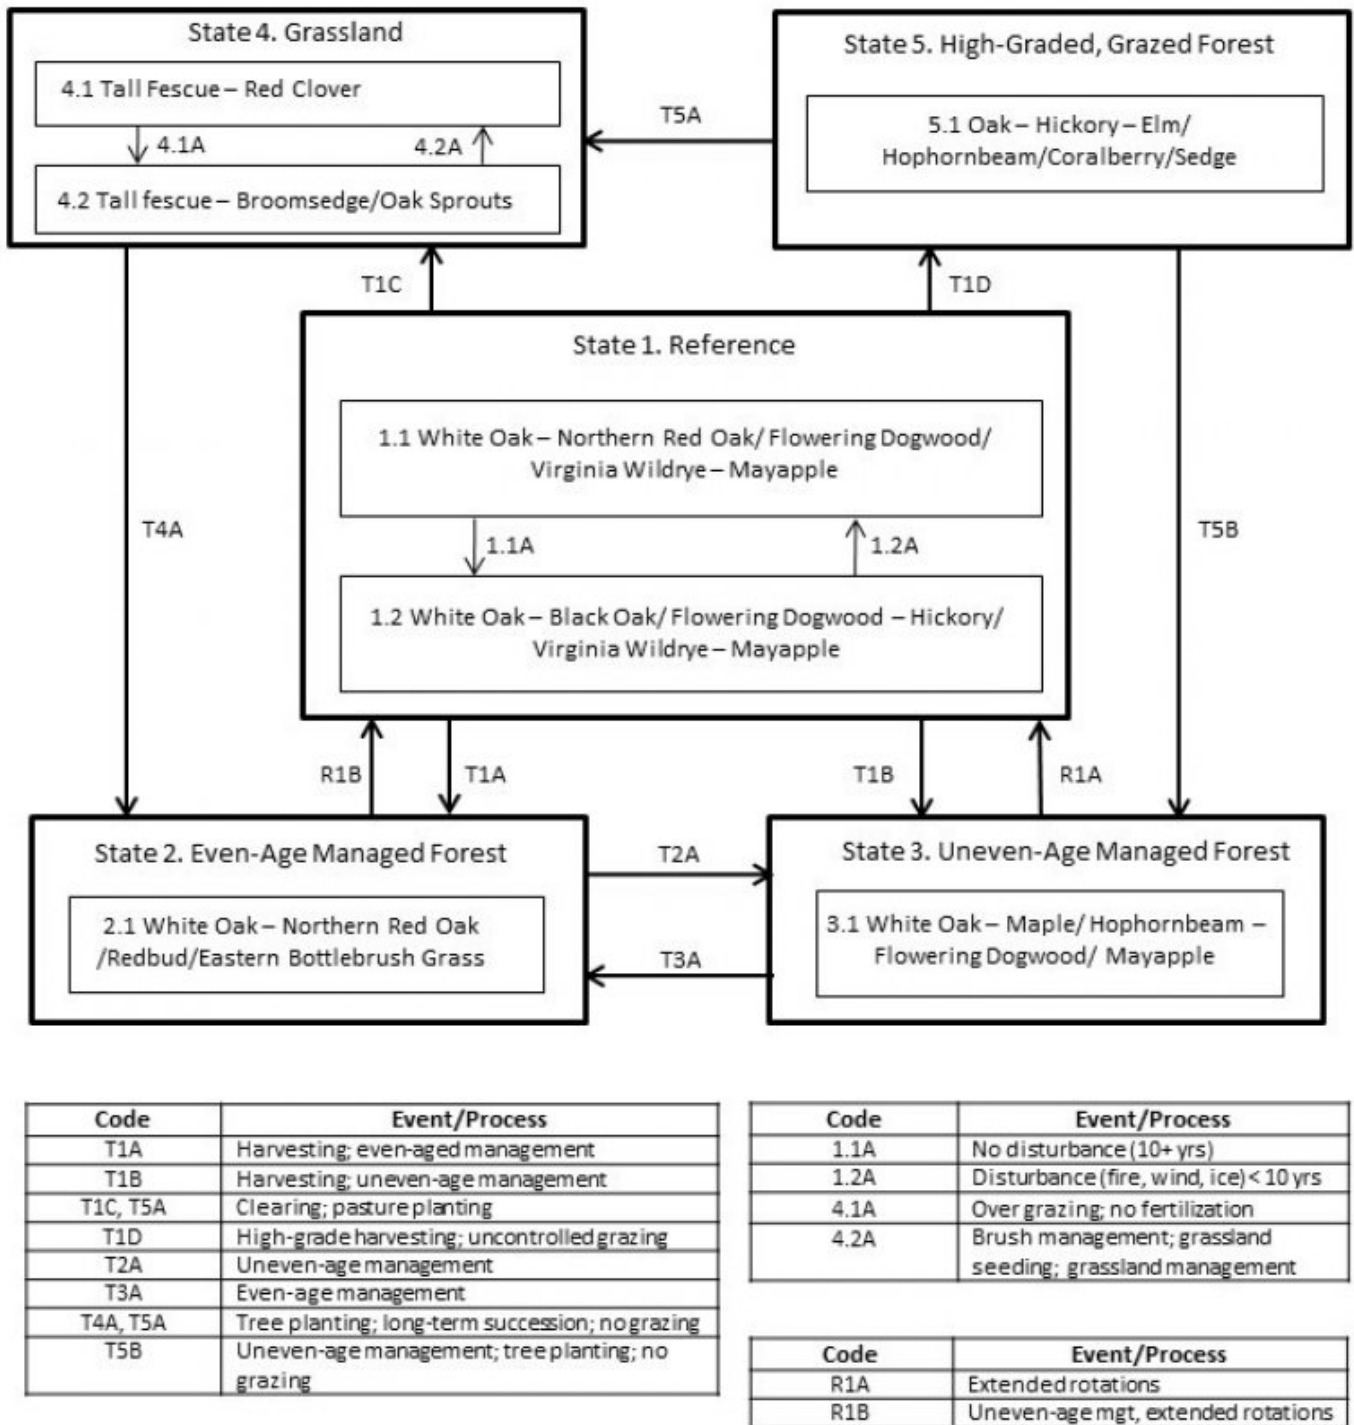 State 4. Grassland
4.1 Tall Fescue – Red Clover
4.1A
4.2A
4.2 Tall fescue – Broomsedge/Oak Sprouts
T5A
State 5. High-Graded, Grazed Forest
5.1 Oak – Hickory – Elm/
Hophornbeam/Coralberry/Sedge
T1C
T1D
State 1. Reference
1.1 White Oak – Northern Red Oak/ Flowering Dogwood/
Virginia Wildrye – Mayapple
1.1A
1.2A
1.2 White Oak – Black Oak/ Flowering Dogwood – Hickory/
Virginia Wildrye – Mayapple
T4A
T5B
R1B
T1A
T1B
R1A
State 2. Even-Age Managed Forest
2.1 White Oak – Northern Red Oak
/Redbud/Eastern Bottlebrush Grass
T2A
T3A
State 3. Uneven-Age Managed Forest
3.1 White Oak – Maple/ Hophornbeam –
Flowering Dogwood/ Mayapple
Code Event/Process
T1A Harvesting; even-aged management
T1B Harvesting; uneven-age management
T1C, T5A Clearing; pasture planting
T1D High-grade harvesting; uncontrolled grazing
T2A Uneven-age management
T3A Even-age management
T4A, T5A Tree planting; long-term succession; no grazing
T5B Uneven-age management; tree planting; no
grazing
Code Event/Process
1.1A No disturbance (10+ yrs)
1.2A Disturbance (fire, wind, ice) < 10 yrs
4.1A Over grazing; no fertilization
4.2A Brush management; grassland
seeding; grassland management
Code Event/Process
R1A Extended rotations
R1B Uneven-age mgt, extended rotations